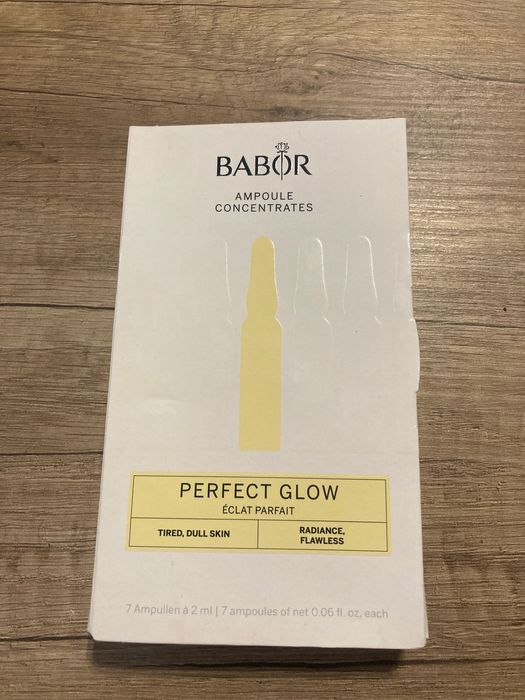 BABOR
AMPOULE
CONCENTRATES
PERFECT GLOW
ÉCLAT PARFAIT
TIRED, DULL SKIN
RADIANCE,
FLAWLESS
7 Ampullen à 2 ml | 7 ampoules of net 0.06 fl. oz. each